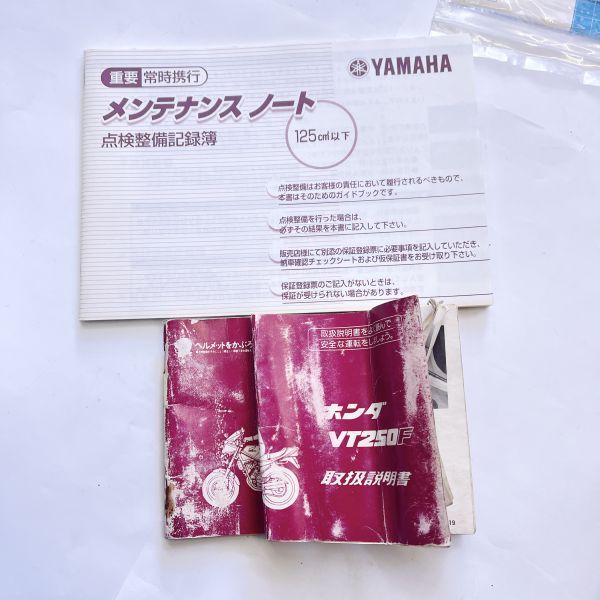 重要 常時携行
YAMAHA
メンテナンス ノート
点検整備記録簿
125cm³以下
点検整備はお客様の責任において履行されるべきもので、
本書はそのためのガイドブックです。
点検整備を行った場合は、
必ずその結果を本書に記入して下さい。
販売店様にて別添の保証登録票に必要事項を記入していただき、
納車確認チェックシートおよび仮保証書をお受け取り下さい。
保証登録票のご記入がないときは、
保証が受けられない場合があります。
ヘルメットをかぶろ
取扱説明書をよく読んで
安全な運転をしましょう。
ホンダ
VT250F
取扱説明書
19